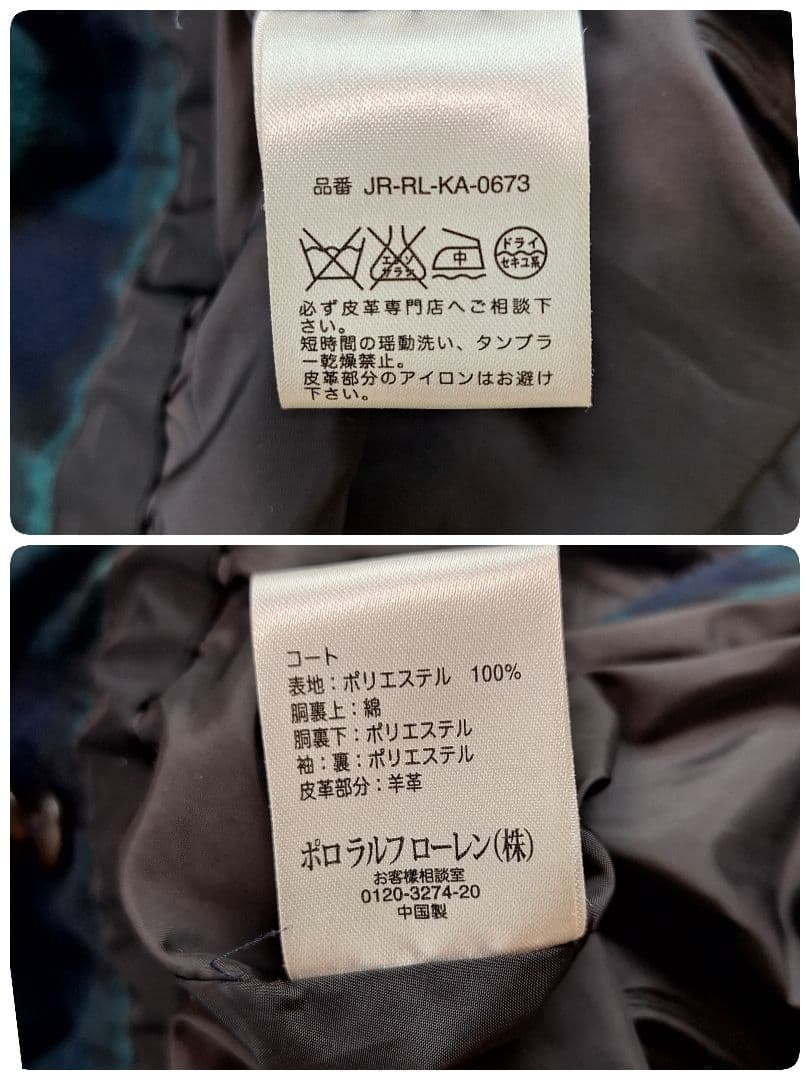 品番 JR-RL-KA-0673
エンソ サラシ
中
ドライ
セキユ系
必ず皮革専門店へご相談下
さい。
短時間の揺動洗い、タンブラ
ー乾燥禁止。
皮革部分のアイロンはお避け
下さい。
コート
表地：ポリエステル 100%
胴裏上：綿
胴裏下：ポリエステル
袖：裏：ポリエステル
皮革部分：羊革
ポロ ラルフ ローレン(株)
お客様相談室
0120-3274-20
中国製